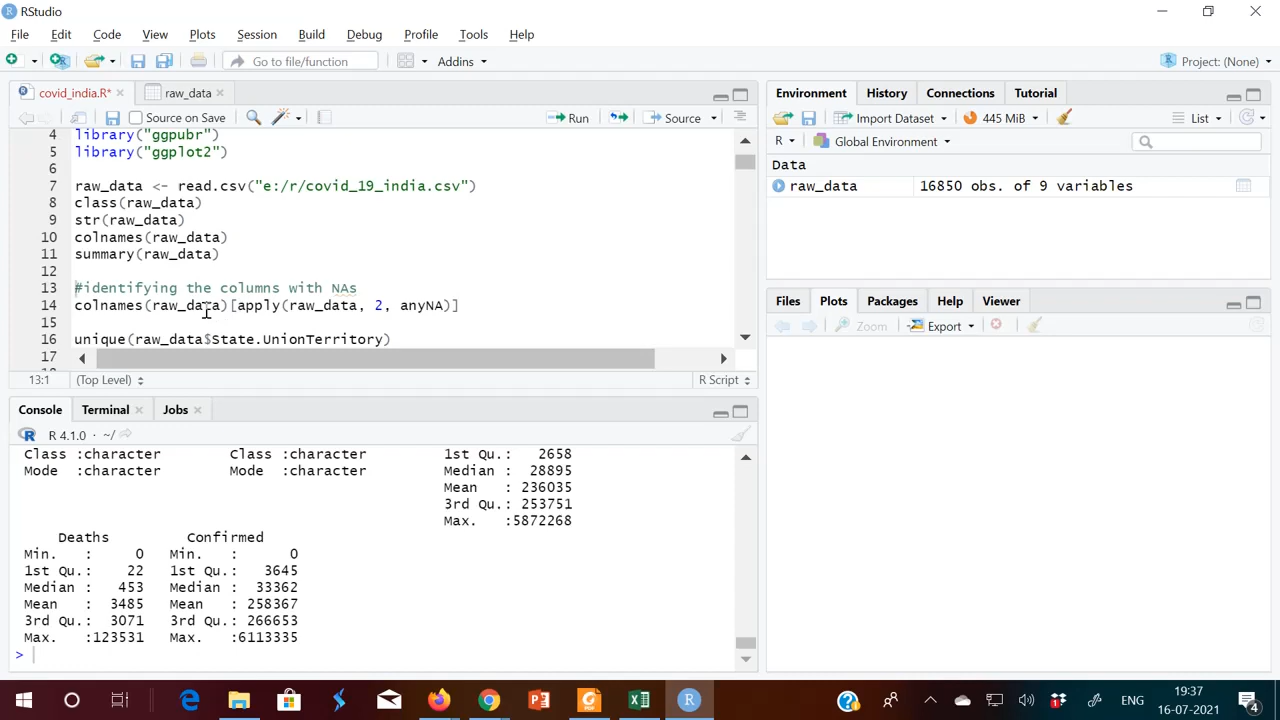 RStudio
File Edit Code View Plots Session Build Debug Profile Tools Help
Go to file/function Addins Project: (None)
covid_india.R* raw_data
Source on Save Run Source
4 library("ggpubr")
5 library("ggplot2")
6
7 raw_data <- read.csv("e:/r/covid_19_india.csv")
8 class(raw_data)
9 str(raw_data)
10 colnames(raw_data)
11 summary(raw_data)
12
13 #identifying the columns with NAs
14 colnames(raw_data)[apply(raw_data, 2, anyNA)]
15
16 unique(raw_data$State.UnionTerritory)
17
13:1 (Top Level) R Script
Console Terminal Jobs
R 4.1.0 · ~/
Class :character Class :character 1st Qu.: 2658
Mode :character Mode :character Median : 28895
Mean : 236035
3rd Qu.: 253751
Max. :5872268
Deaths Confirmed
Min. : 0 Min. : 0
1st Qu.: 22 1st Qu.: 3645
Median : 453 Median : 33362
Mean : 3485 Mean : 258367
3rd Qu.: 3071 3rd Qu.: 266653
Max. :123531 Max. :6113335
>
Environment History Connections Tutorial
Import Dataset 445 MiB List
R Global Environment
Data
raw_data 16850 obs. of 9 variables
Files Plots Packages Help Viewer
Zoom Export
ENG 19:37
16-07-2021 4